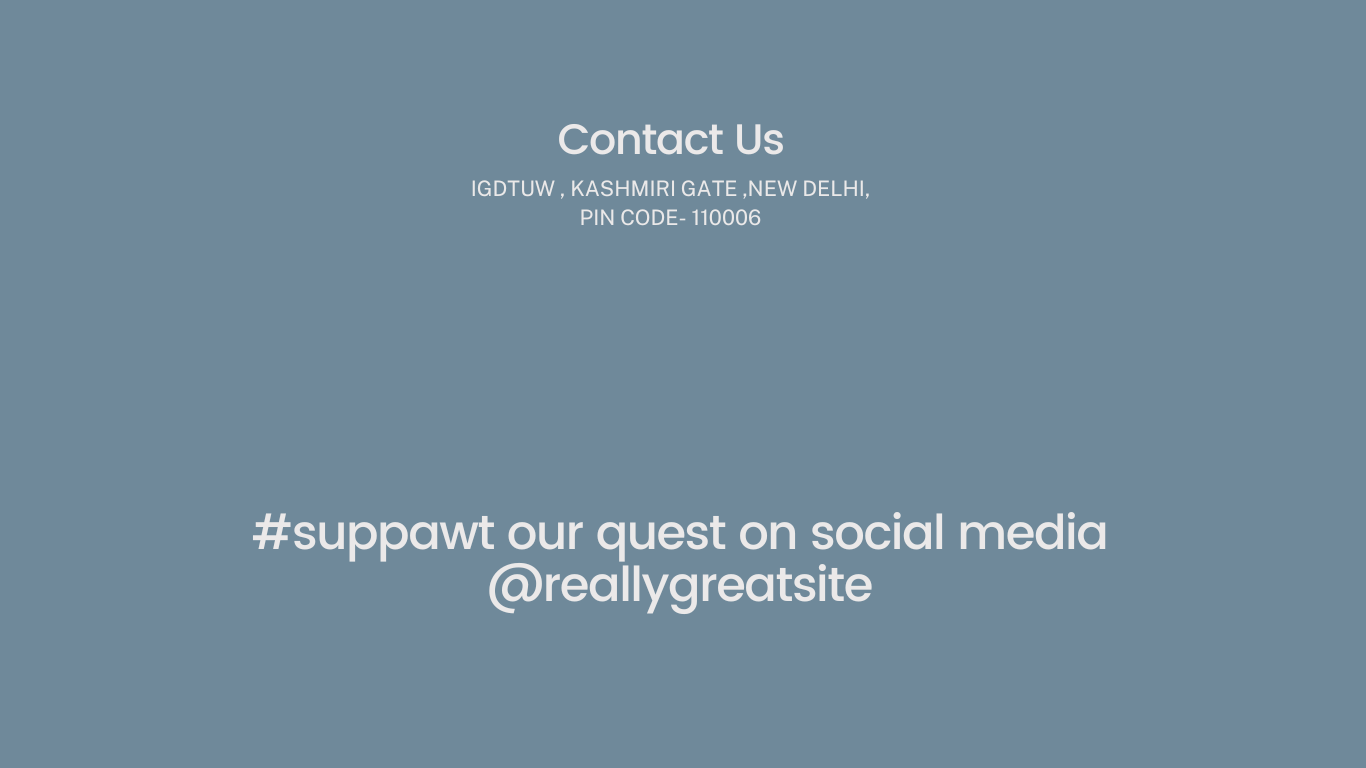 Contact Us
IGDTUW , KASHMIRI GATE ,NEW DELHI,
PIN CODE- 110006
#suppawt our quest on social media
@reallygreatsite